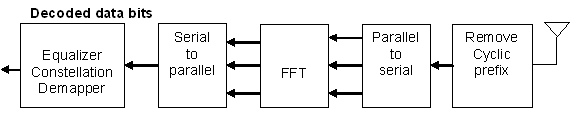 Decoded data bits
Equalizer
Constellation
Demapper
Serial
to
parallel
FFT
Parallel
to
serial
Remove
Cyclic
prefix